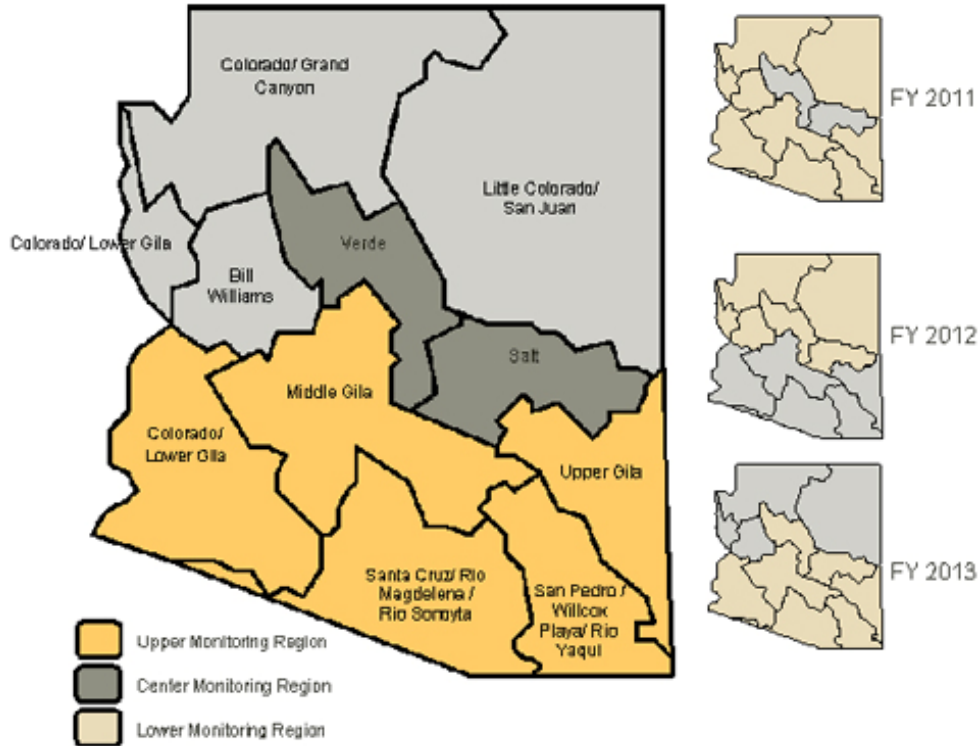 Colorado/ Grand
Canyon
Little Colorado/
San Juan
Colorado/ Lower Gila
Verde
Bill
Williams
Salt
Middle Gila
Colorado/
Lower Gila
Upper Gila
Santa Cruz/ Rio
Magdelena /
Rio Sonoyta
San Pedro /
Willcox
Playa/ Rio
Yaqui
Upper Monitoring Region
Center Monitoring Region
Lower Monitoring Region
FY 2011
FY 2012
FY 2013